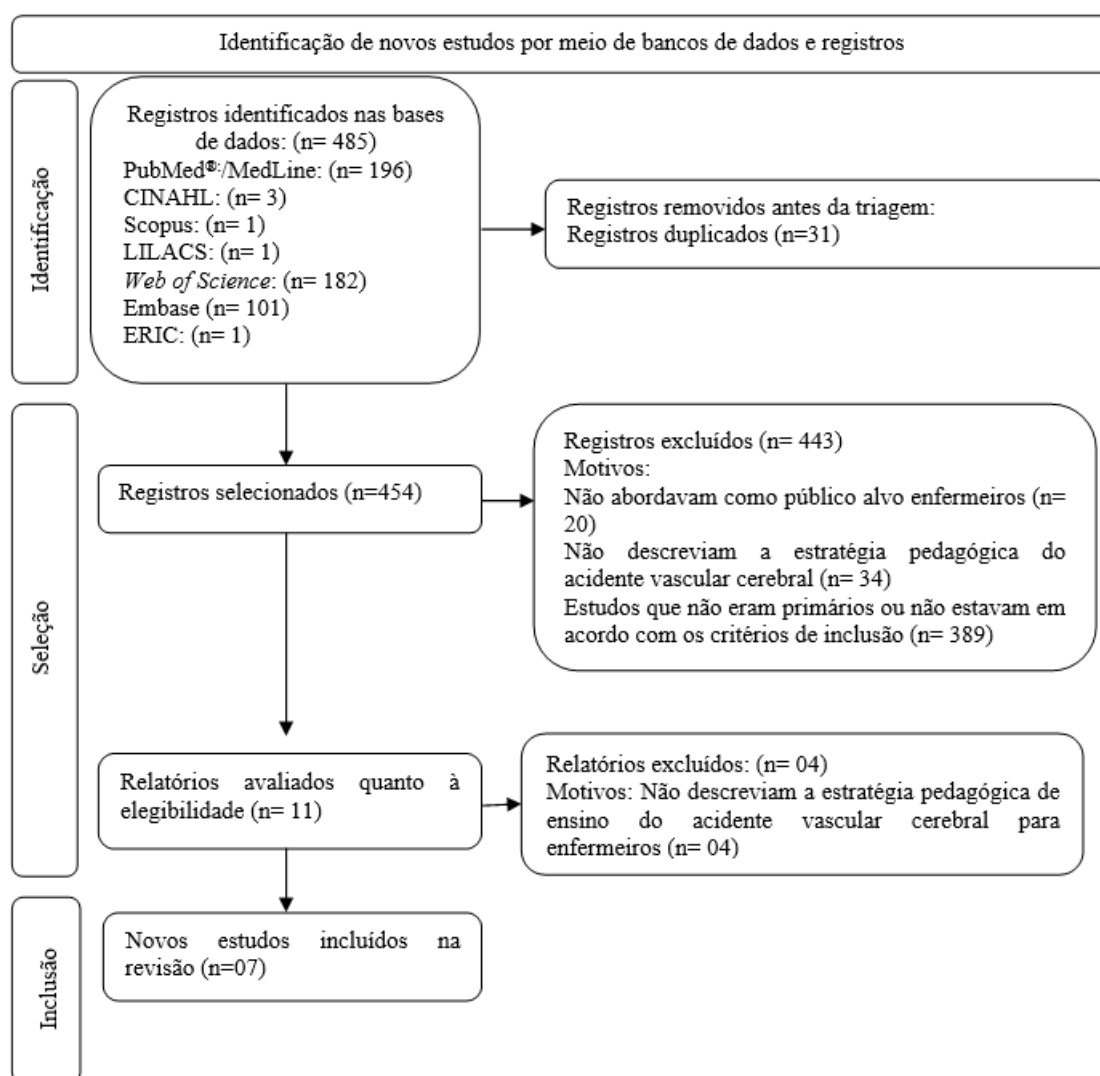 Identificação de novos estudos por meio de bancos de dados e registros
Identificação
Registros identificados nas bases
de dados: (n= 485)
PubMed®:/MedLine: (n= 196)
CINAHL: (n= 3)
Scopus: (n= 1)
LILACS: (n= 1)
Web of Science: (n= 182)
Embase (n= 101)
ERIC: (n= 1)
Registros removidos antes da triagem:
Registros duplicados (n=31)
Seleção
Registros selecionados (n=454)
Registros excluídos (n= 443)
Motivos:
Não abordavam como público alvo enfermeiros (n=
20)
Não descreviam a estratégia pedagógica do
acidente vascular cerebral (n= 34)
Estudos que não eram primários ou não estavam em
acordo com os critérios de inclusão (n= 389)
Relatórios avaliados quanto à
elegibilidade (n= 11)
Relatórios excluídos: (n= 04)
Motivos: Não descreviam a estratégia pedagógica de
ensino do acidente vascular cerebral para
enfermeiros (n= 04)
Inclusão
Novos estudos incluídos na
revisão (n=07)